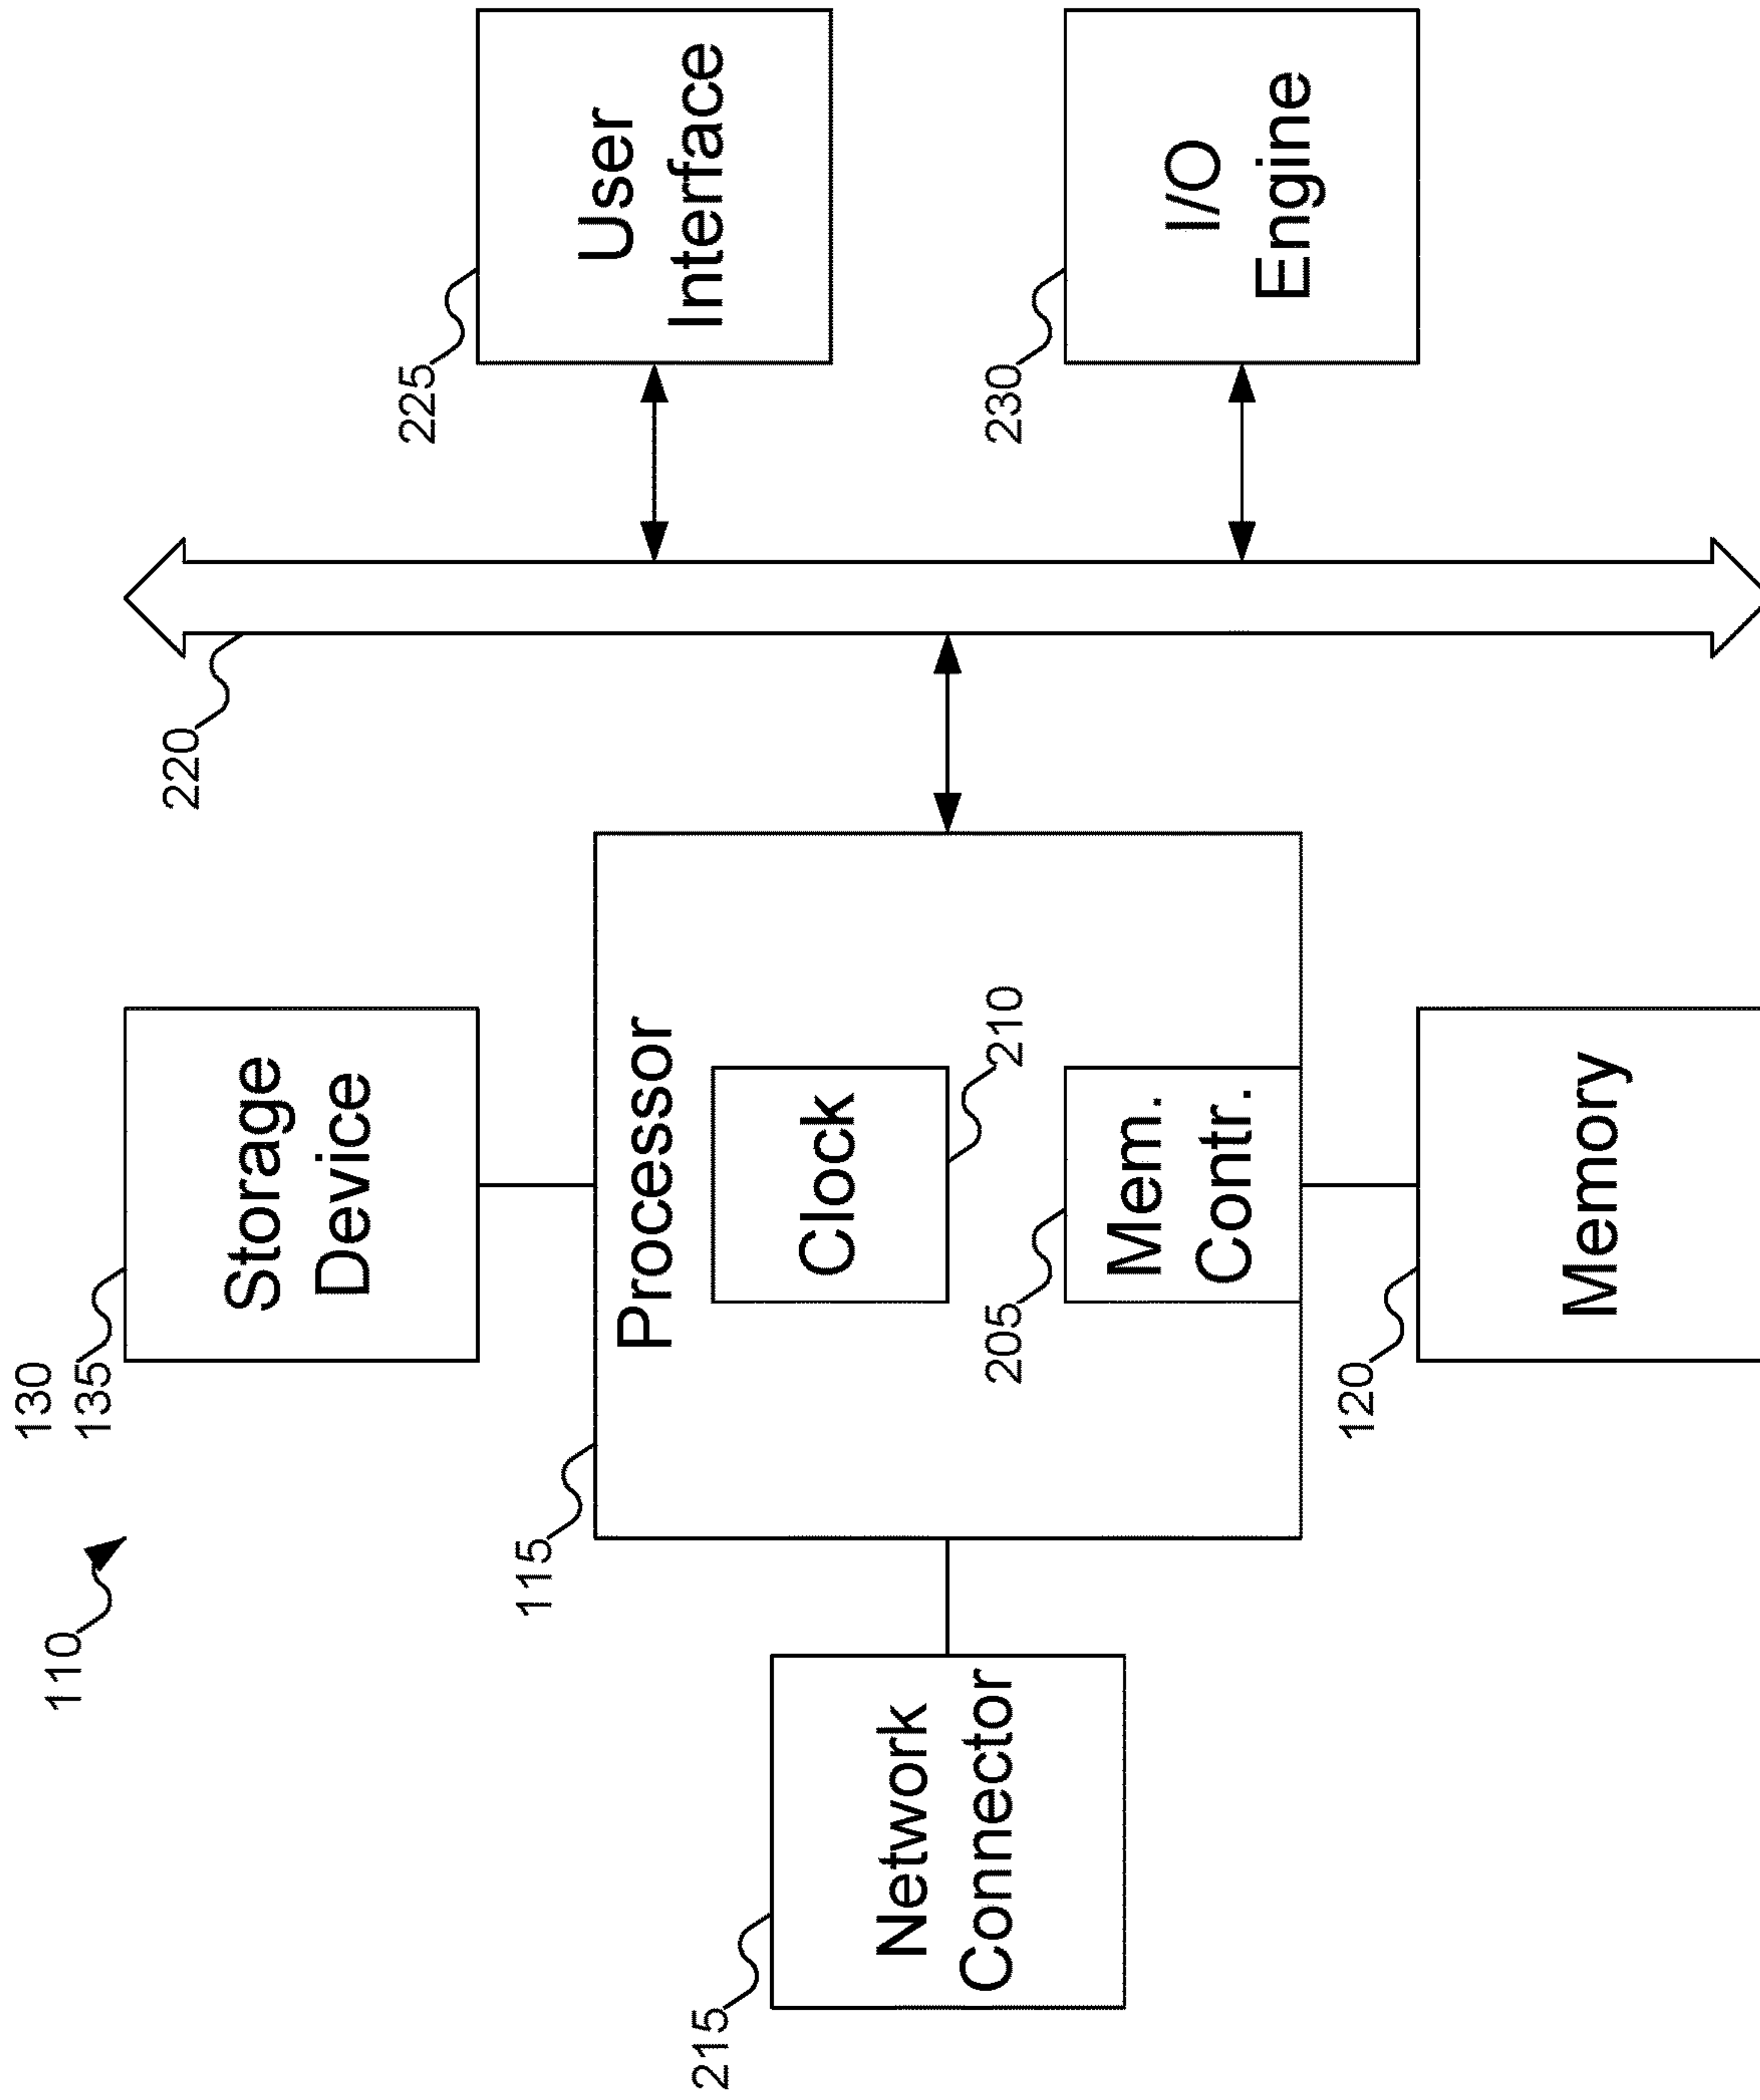 110
130
135
Storage
Device
220
225
User
Interface
115
Processor
215
Network
Connector
Clock
210
205
Mem.
Contr.
230
I/O
Engine
120
Memory